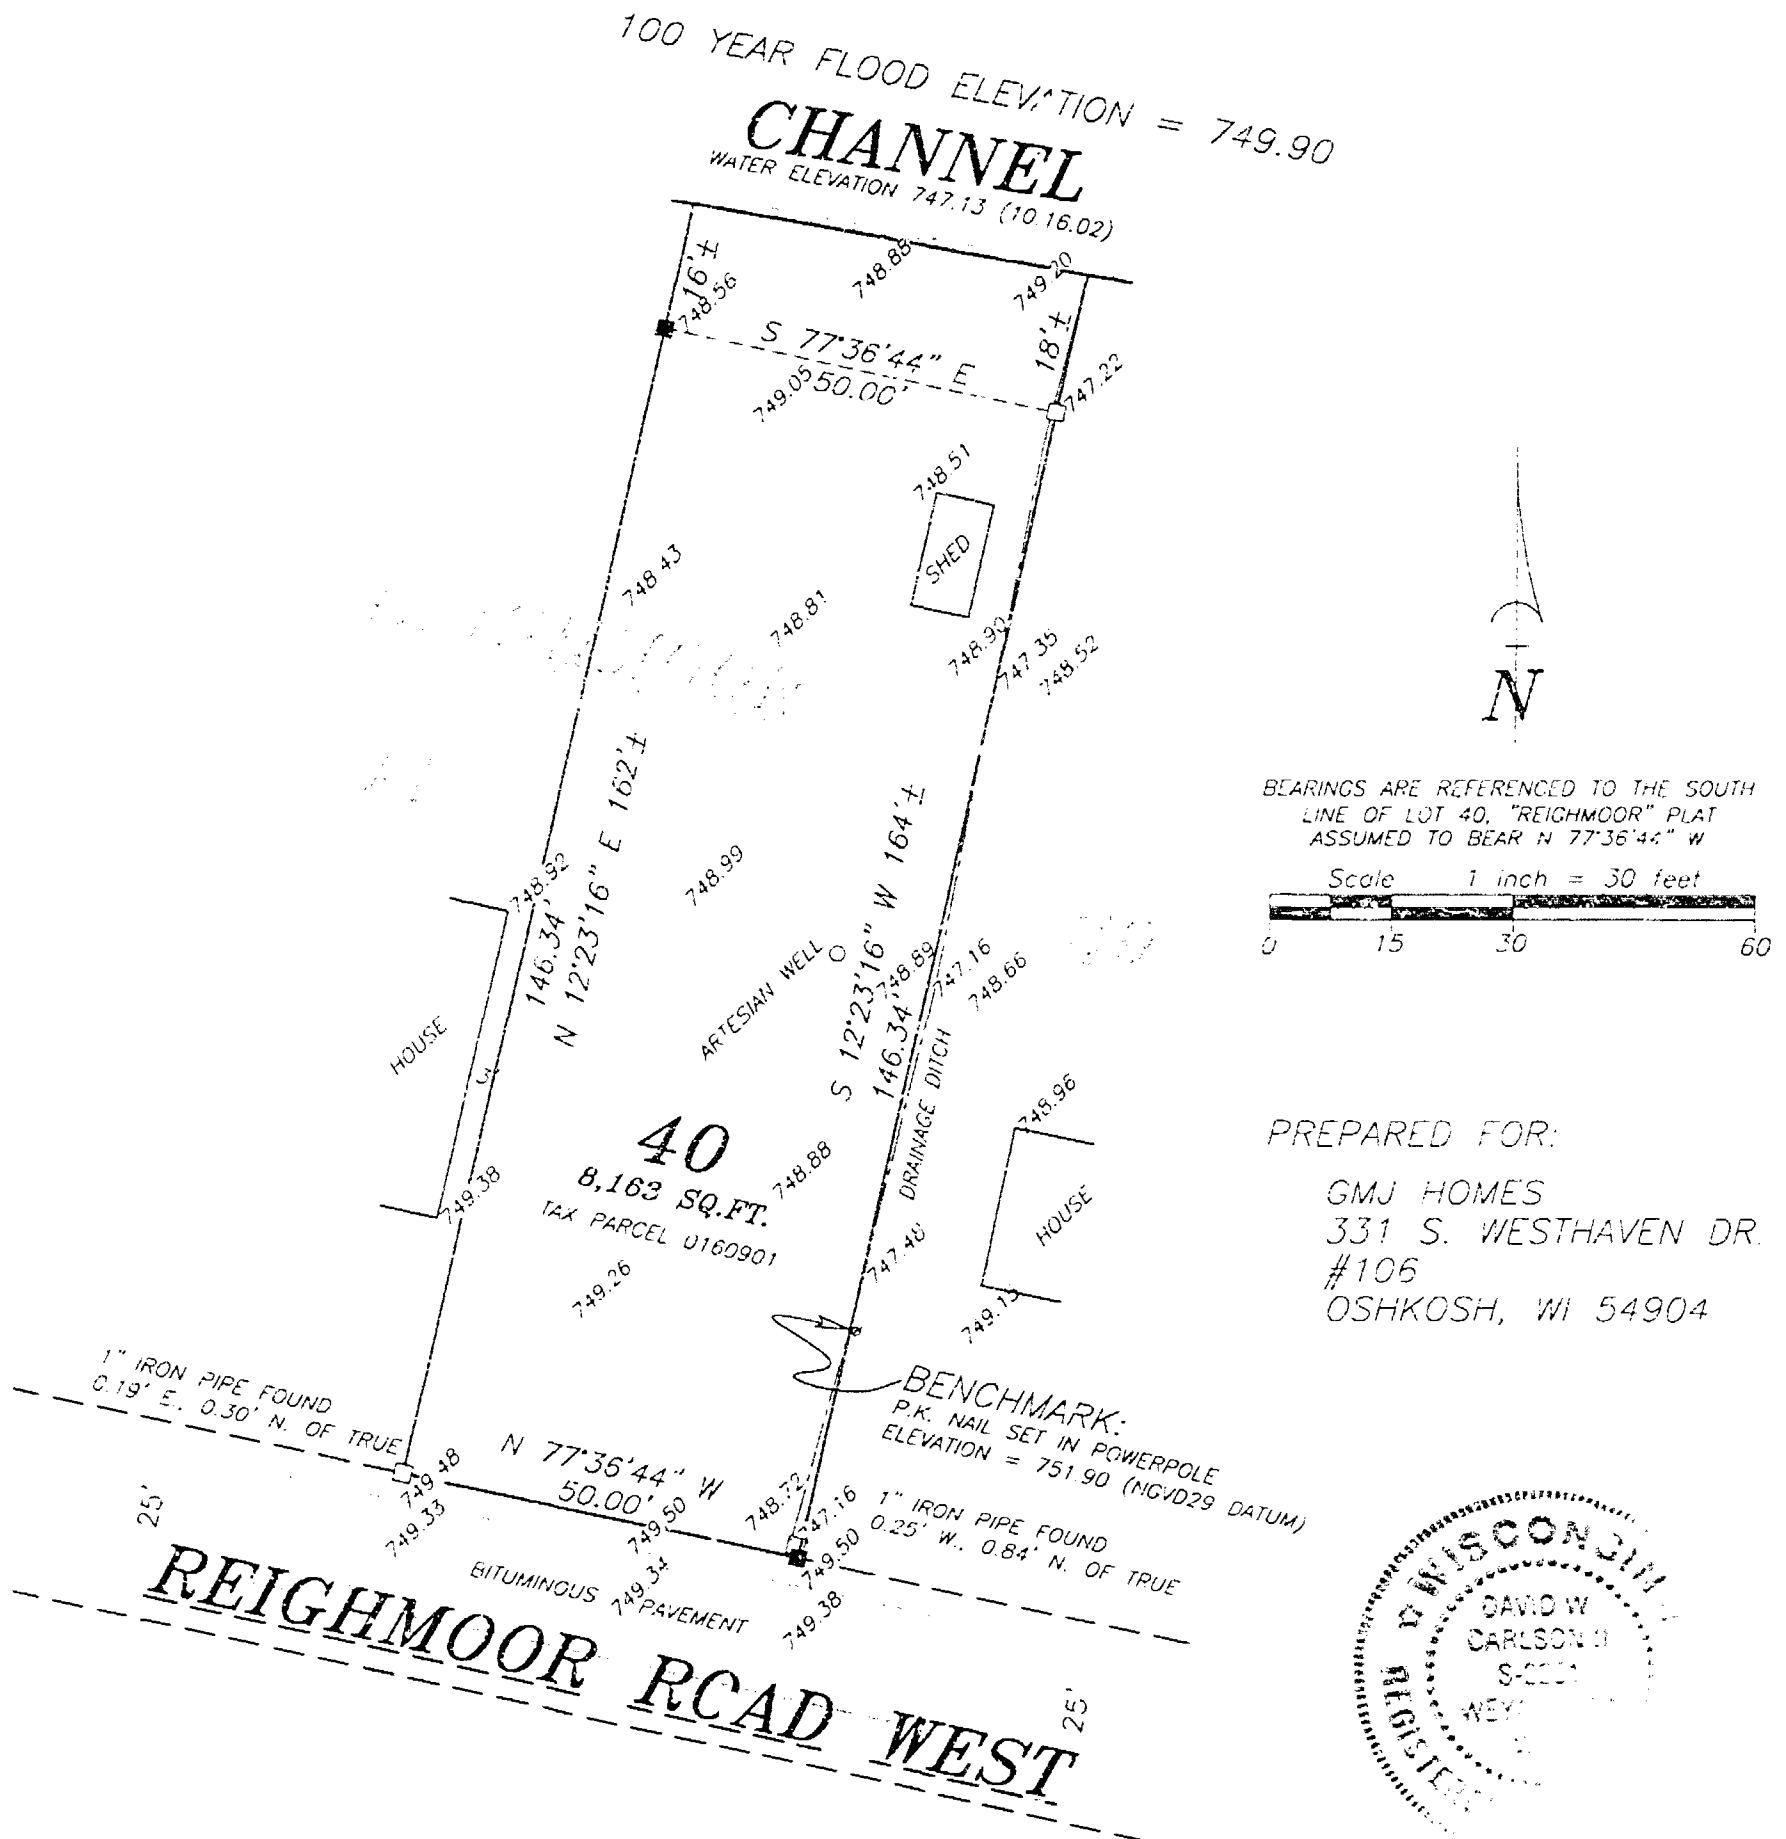 100 YEAR FLOOD ELEVATION = 749.90
CHANNEL
WATER ELEVATION 747.13 (10.16.02)
16'±
748.56
748.88
749.20
18'±
S 77°36'44" E
50.00'
749.05
747.22
748.51
SHED
748.43
748.81
748.90
747.35
748.52
N 12°23'16" E 162'±
146.34'
S 12°23'16" W 164'±
146.34'
N
BEARINGS ARE REFERENCED TO THE SOUTH
LINE OF LOT 40, "REIGHMOOR" PLAT
ASSUMED TO BEAR N 77°36'44" W
Scale 1 inch = 30 feet
0 15 30 60
748.92
748.99
ARTESIAN WELL
748.89
747.16
748.66
HOUSE
3'
DRAINAGE DITCH
748.96
HOUSE
749.13
40
8,163 SQ.FT.
TAX PARCEL 0160901
748.88
749.38
749.26
747.48
PREPARED FOR:
GMJ HOMES
331 S. WESTHAVEN DR.
#106
OSHKOSH, WI 54904
BENCHMARK:
P.K. NAIL SET IN POWERPOLE
ELEVATION = 751.90 (NGVD29 DATUM)
1" IRON PIPE FOUND
0.19' E., 0.30' N. OF TRUE
N 77°36'44" W
50.00'
749.48
749.33
749.50
749.34
748.72
747.16
749.50
749.38
1" IRON PIPE FOUND
0.25' W., 0.84' N. OF TRUE
25'
BITUMINOUS PAVEMENT
REIGHMOOR ROAD WEST
25'
WISCONSIN
DAVID W
CARLSON II
REGISTERE